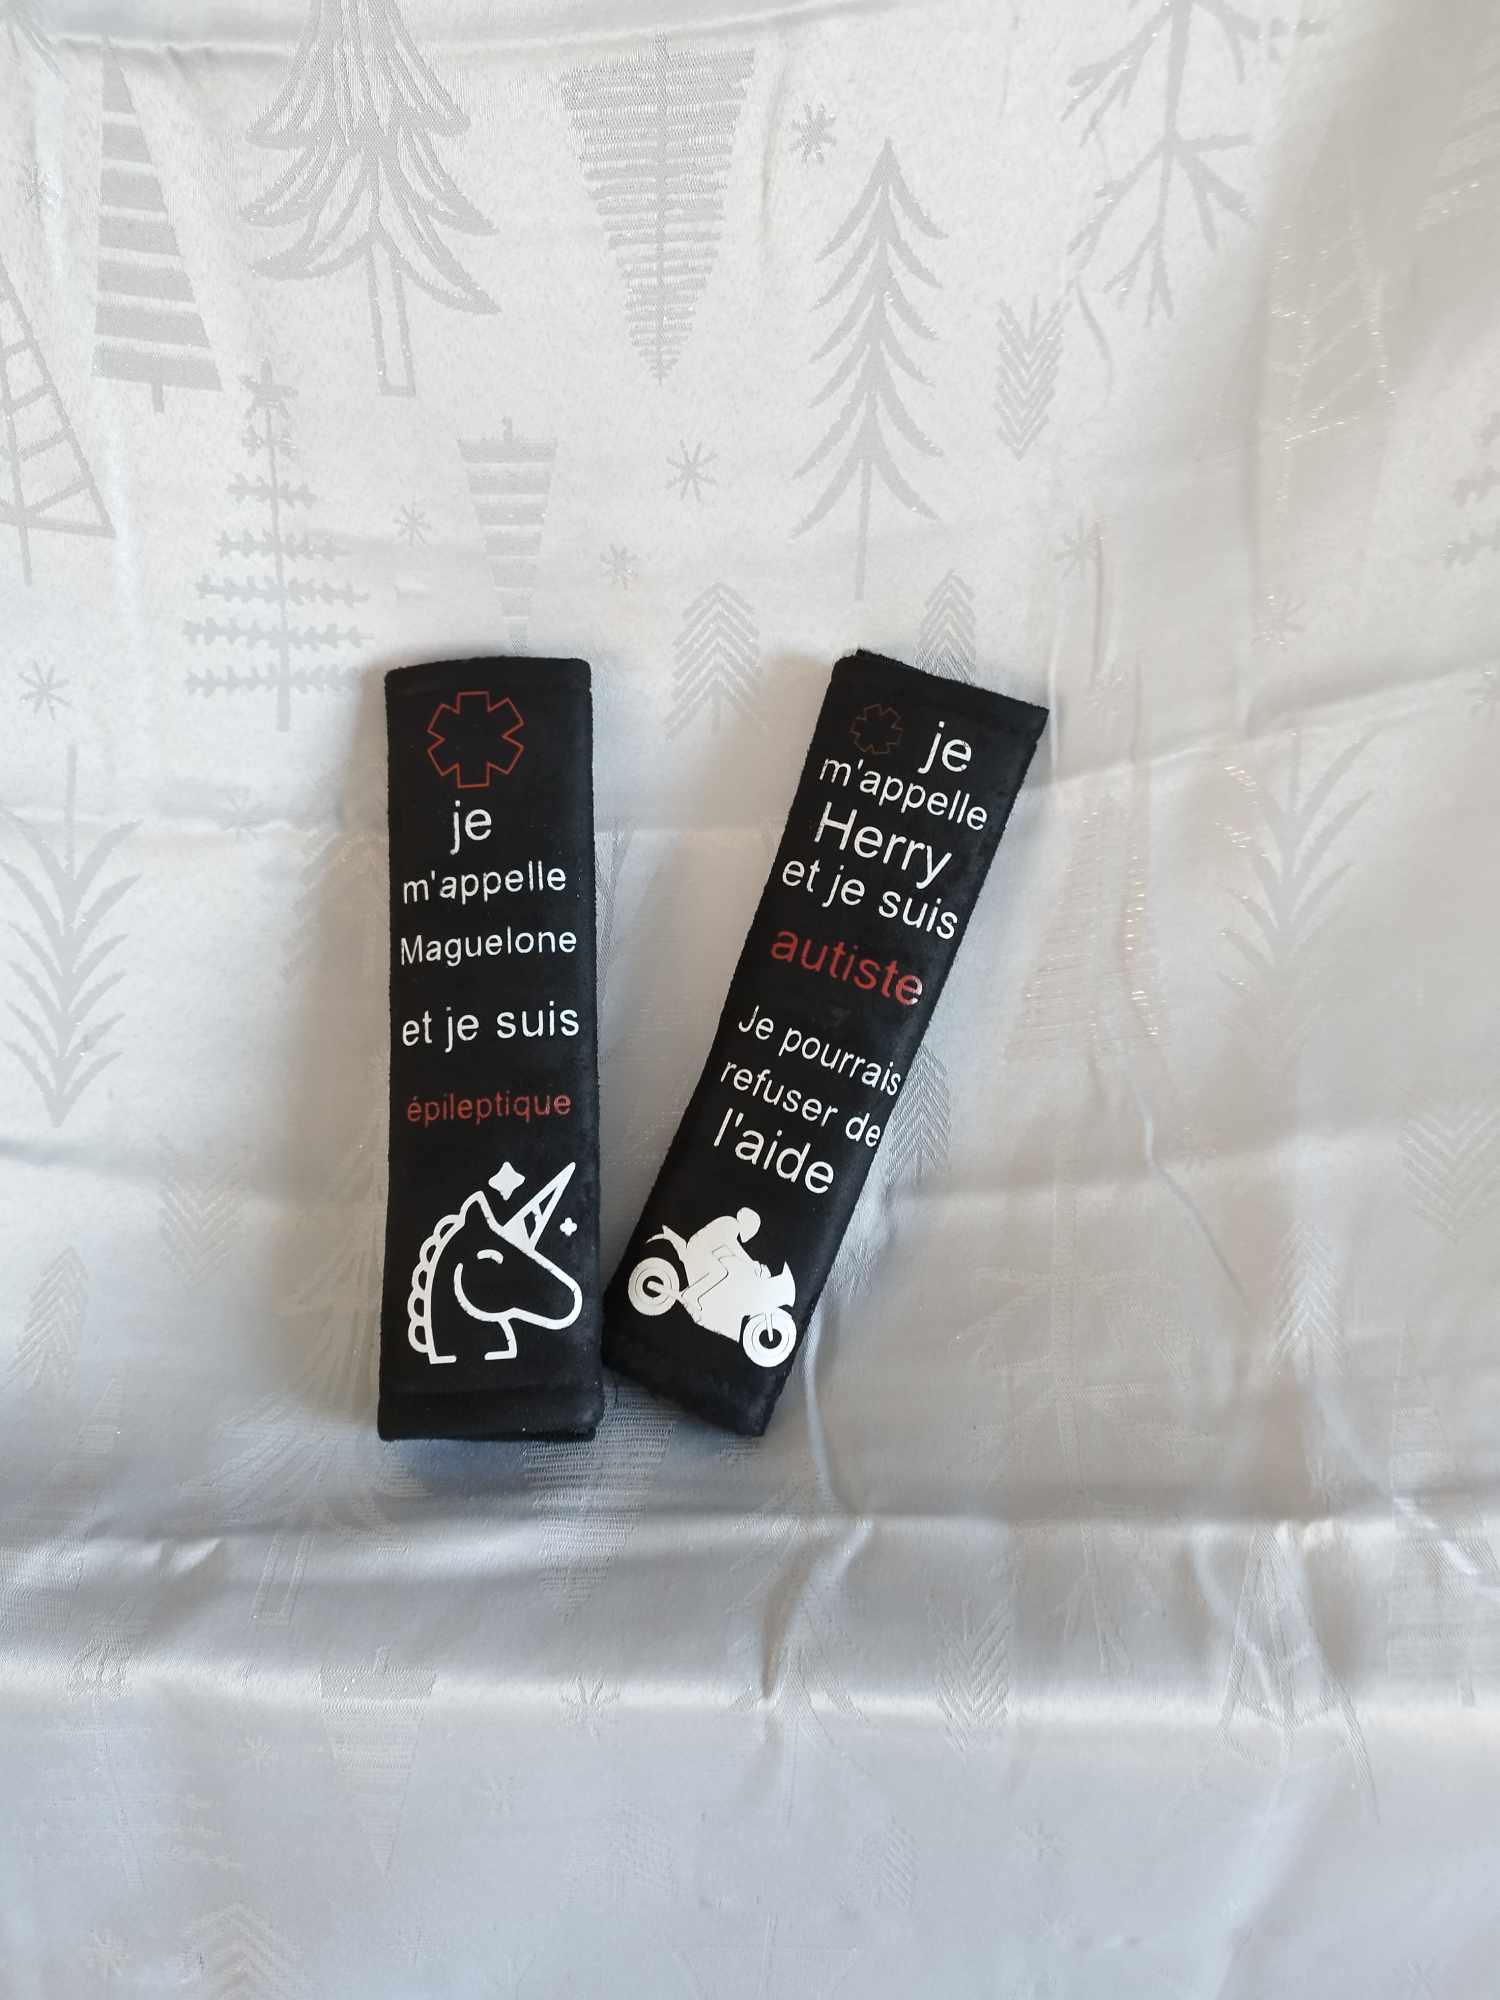 je
m'appelle
Maguelone
et je suis
épileptique
je
m'appelle
Herry
et je suis
autiste
Je pourrais
refuser de
l'aide